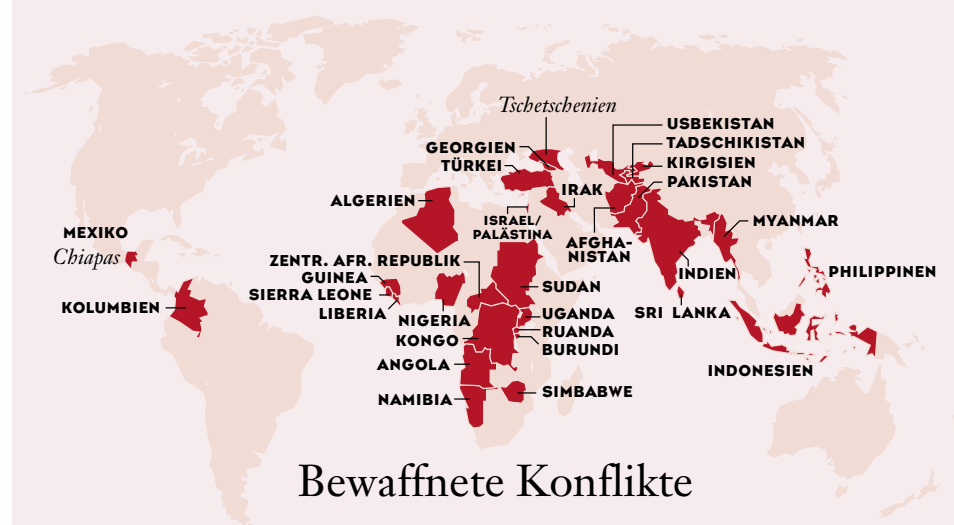 Tschetschenien
USBEKISTAN
TADSCHIKISTAN
GEORGIEN
KIRGISIEN
TÜRKEI
PAKISTAN
IRAK
ALGERIEN
ISRAEL/
PALÄSTINA
MYANMAR
MEXIKO
Chiapas
AFGHA-
NISTAN
ZENTR. AFR. REPUBLIK
INDIEN
PHILIPPINEN
GUINEA
SUDAN
SIERRA LEONE
KOLUMBIEN
LIBERIA
NIGERIA
UGANDA
SRI LANKA
RUANDA
KONGO
BURUNDI
ANGOLA
INDONESIEN
SIMBABWE
NAMIBIA
Bewaffnete Konflikte